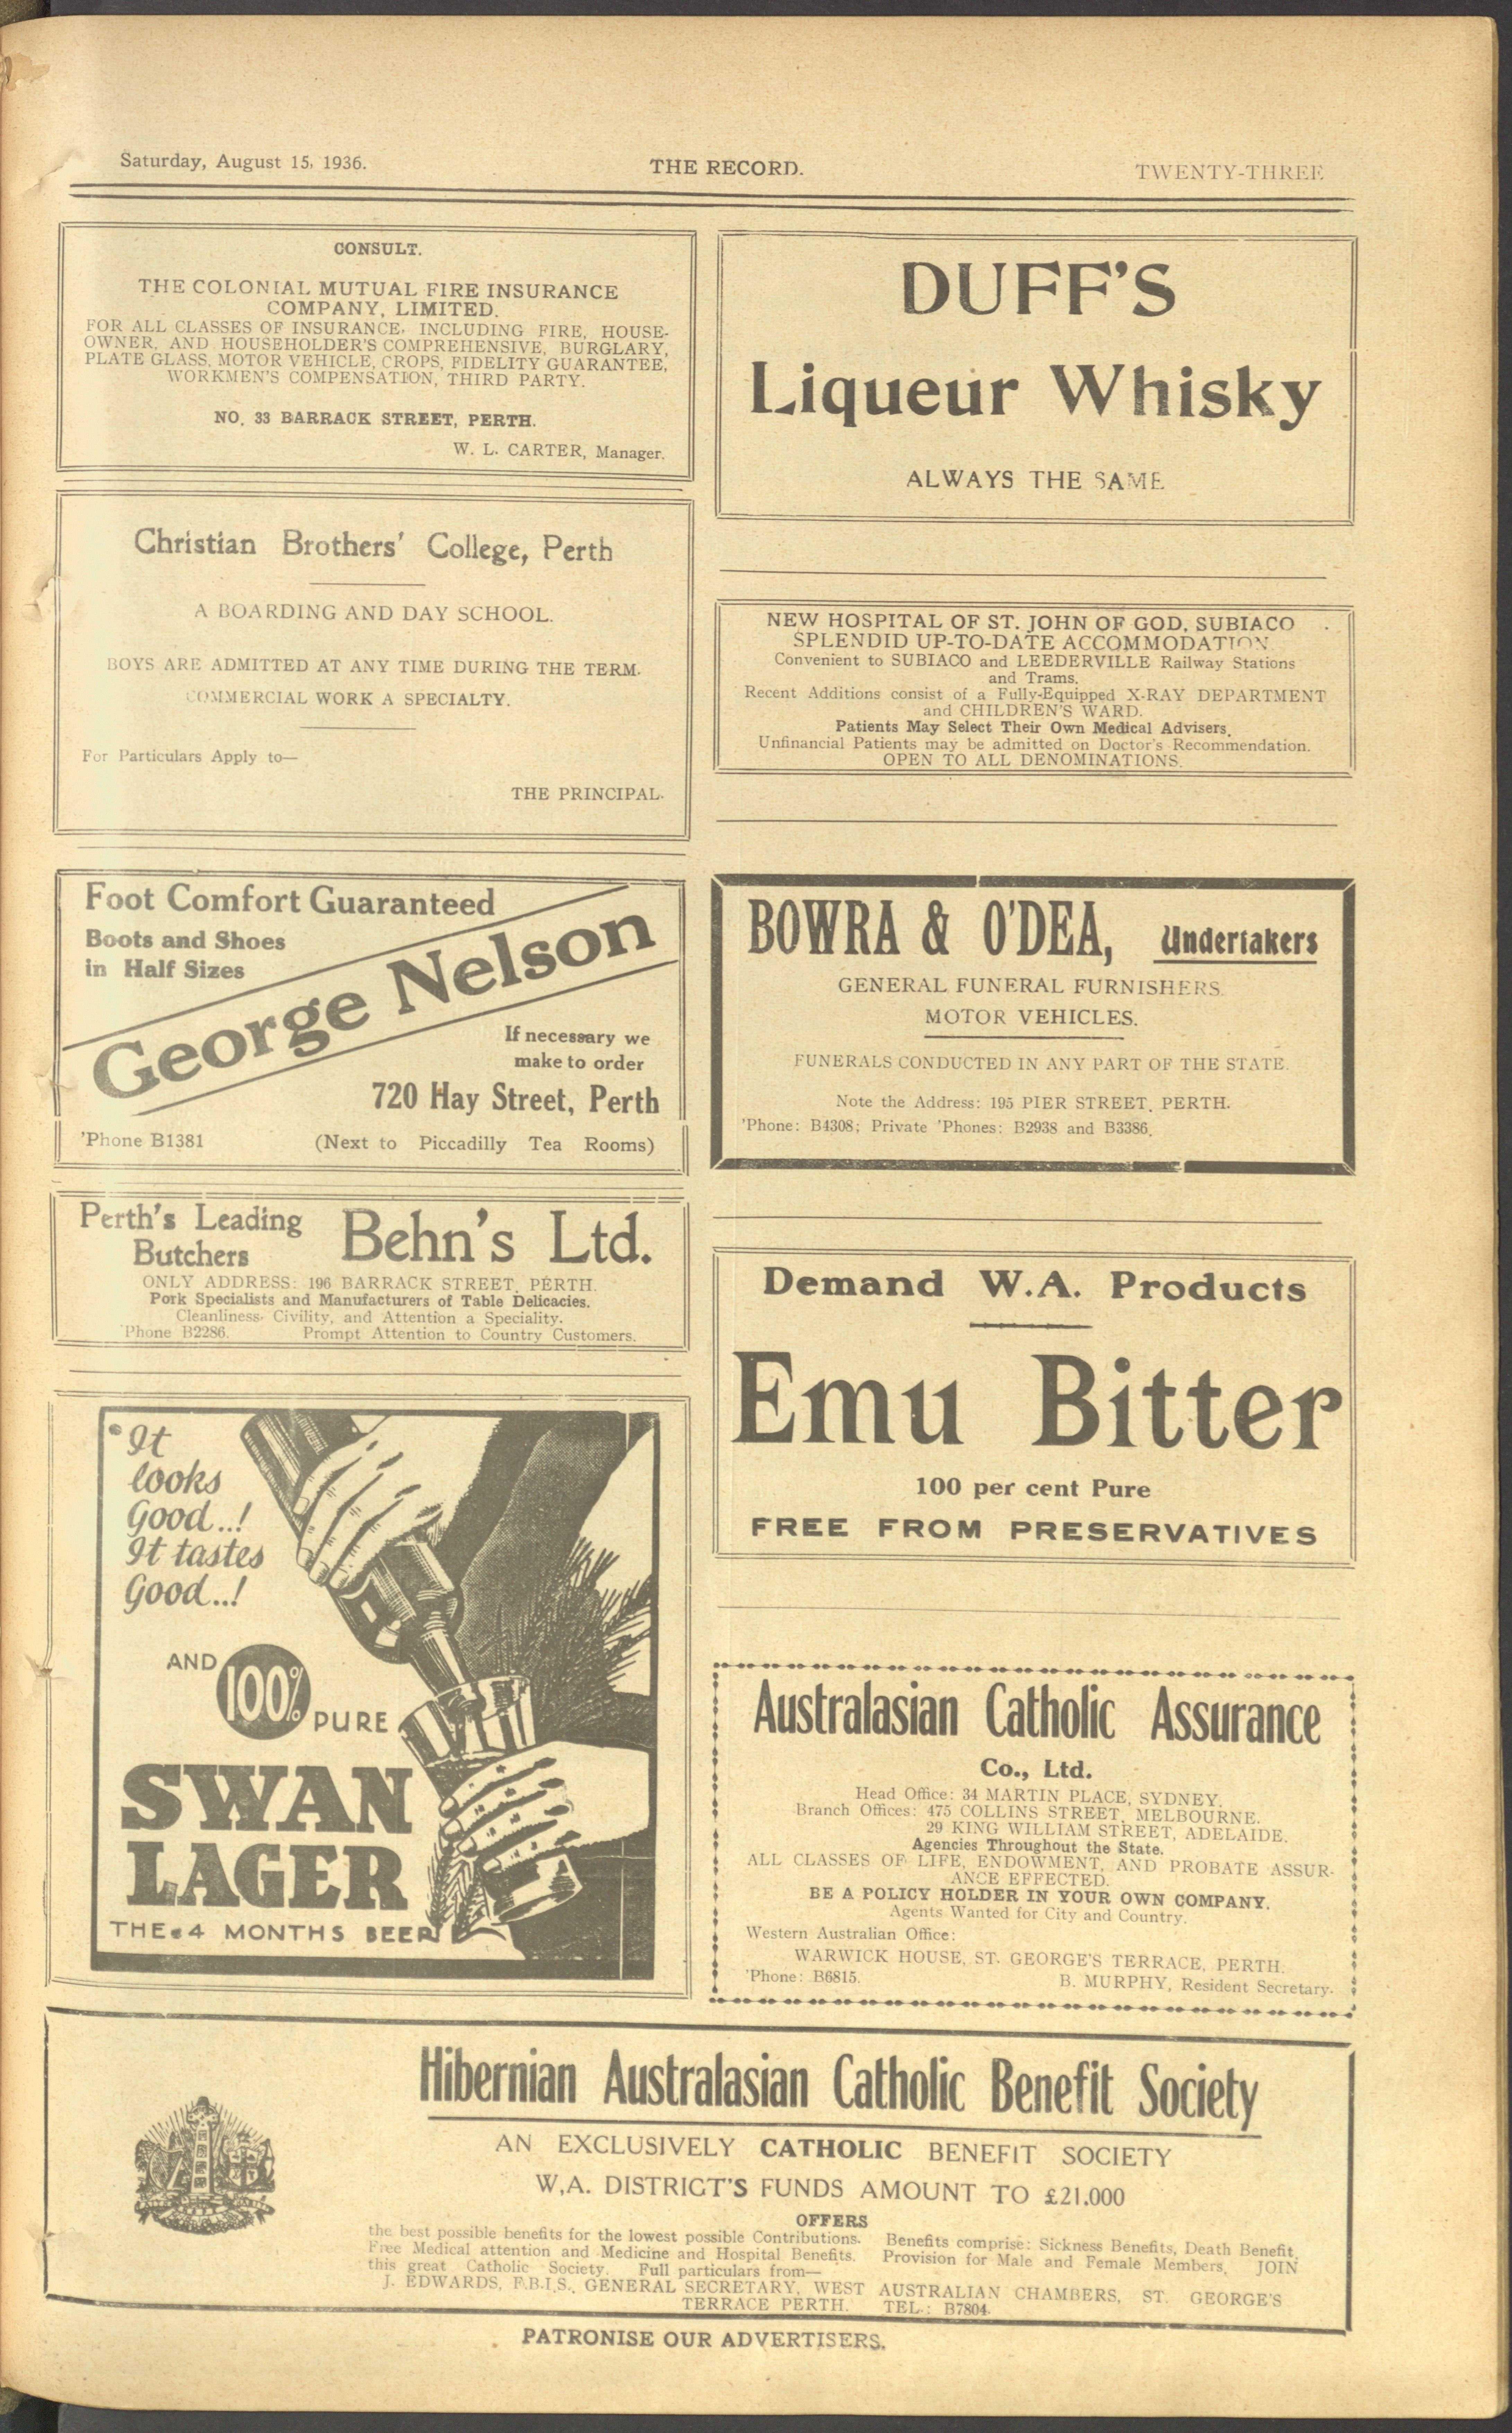 Saturday, August 15, 1936.
THE RECORD.
TWENTY-THREE
CONSULT.
THE COLONIAL MUTUAL FIRE INSURANCE
COMPANY, LIMITED.
FOR ALL CLASSES OF INSURANCE, INCLUDING FIRE, HOUSE-
OWNER, AND HOUSEHOLDER'S COMPREHENSIVE, BURGLARY,
PLATE GLASS, MOTOR VEHICLE, CROPS, FIDELITY GUARANTEE,
WORKMEN'S COMPENSATION, THIRD PARTY.
NO. 33 BARRACK STREET, PERTH.
W. L. CARTER, Manager.
Christian Brothers' College, Perth
A BOARDING AND DAY SCHOOL.
BOYS ARE ADMITTED AT ANY TIME DURING THE TERM.
COMMERCIAL WORK A SPECIALTY.
For Particulars Apply to—
THE PRINCIPAL.
Foot Comfort Guaranteed
Boots and Shoes
in Half Sizes
George Nelson
If necessary we
make to order
720 Hay Street, Perth
'Phone B1381 (Next to Piccadilly Tea Rooms)
Perth's Leading
Butchers
Behn's Ltd.
ONLY ADDRESS: 196 BARRACK STREET, PERTH.
Pork Specialists and Manufacturers of Table Delicacies.
Cleanliness, Civility, and Attention a Speciality.
'Phone B2286. Prompt Attention to Country Customers.
It
looks
Good..!
It tastes
Good..!
AND
100%
PURE
SWAN
LAGER
THE 4 MONTHS BEER
DUFF'S
Liqueur Whisky
ALWAYS THE SAME
NEW HOSPITAL OF ST. JOHN OF GOD, SUBIACO
SPLENDID UP-TO-DATE ACCOMMODATION.
Convenient to SUBIACO and LEEDERVILLE Railway Stations
and Trams.
Recent Additions consist of a Fully-Equipped X-RAY DEPARTMENT
and CHILDREN'S WARD.
Patients May Select Their Own Medical Advisers.
Unfinancial Patients may be admitted on Doctor's Recommendation.
OPEN TO ALL DENOMINATIONS.
BOWRA & O'DEA, Undertakers
GENERAL FUNERAL FURNISHERS.
MOTOR VEHICLES.
FUNERALS CONDUCTED IN ANY PART OF THE STATE.
Note the Address: 195 PIER STREET, PERTH.
'Phone: B4308; Private 'Phones: B2938 and B3386.
Demand W.A. Products
Emu Bitter
100 per cent Pure
FREE FROM PRESERVATIVES
Australasian Catholic Assurance
Co., Ltd.
Head Office: 34 MARTIN PLACE, SYDNEY.
Branch Offices: 475 COLLINS STREET, MELBOURNE.
29 KING WILLIAM STREET, ADELAIDE.
Agencies Throughout the State.
ALL CLASSES OF LIFE, ENDOWMENT, AND PROBATE ASSUR-
ANCE EFFECTED.
BE A POLICY HOLDER IN YOUR OWN COMPANY.
Agents Wanted for City and Country.
Western Australian Office:
WARWICK HOUSE, ST. GEORGE'S TERRACE, PERTH.
'Phone: B6815. B. MURPHY, Resident Secretary.
Hibernian Australasian Catholic Benefit Society
AN EXCLUSIVELY CATHOLIC BENEFIT SOCIETY
W.A. DISTRICT'S FUNDS AMOUNT TO £21,000
OFFERS
the best possible benefits for the lowest possible Contributions. Benefits comprise: Sickness Benefits, Death Benefit,
Free Medical attention and Medicine and Hospital Benefits. Provision for Male and Female Members. JOIN
this great Catholic Society. Full particulars from—
J. EDWARDS, F.B.I.S., GENERAL SECRETARY, WEST AUSTRALIAN CHAMBERS, ST. GEORGE'S
TERRACE PERTH. TEL.: B7804.
PATRONISE OUR ADVERTISERS.